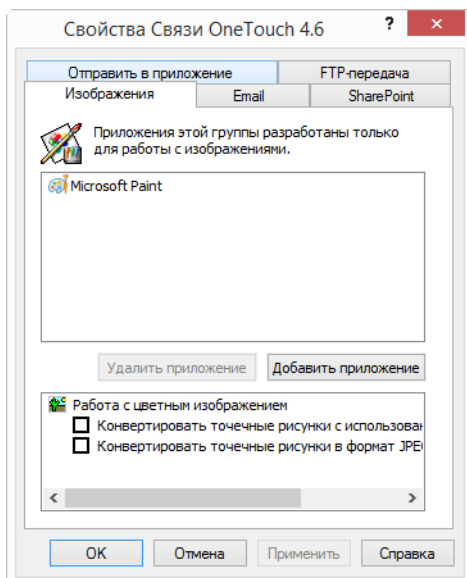 Свойства Связи OneTouch 4.6
?
×
Отправить в приложение
FTP-передача
Изображения
Email
SharePoint
Приложения этой группы разработаны только
для работы с изображениями.
Microsoft Paint
Удалить приложение
Добавить приложение
Работа с цветным изображением
Конвертировать точечные рисунки с
Конвертировать точечные рисунки в формат
OK
Отмена
Применить
Справка